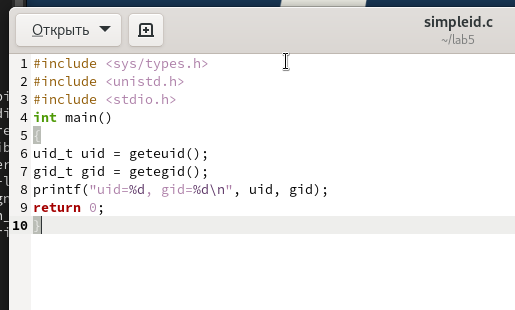 Открыть
simpleid.c
~/lab5
1 #include <sys/types.h>
2 #include <unistd.h>
3 #include <stdio.h>
4 int main()
5 {
6 uid_t uid = geteuid();
7 gid_t gid = getegid();
8 printf("uid=%d, gid=%d\n", uid, gid);
9 return 0;
10 }